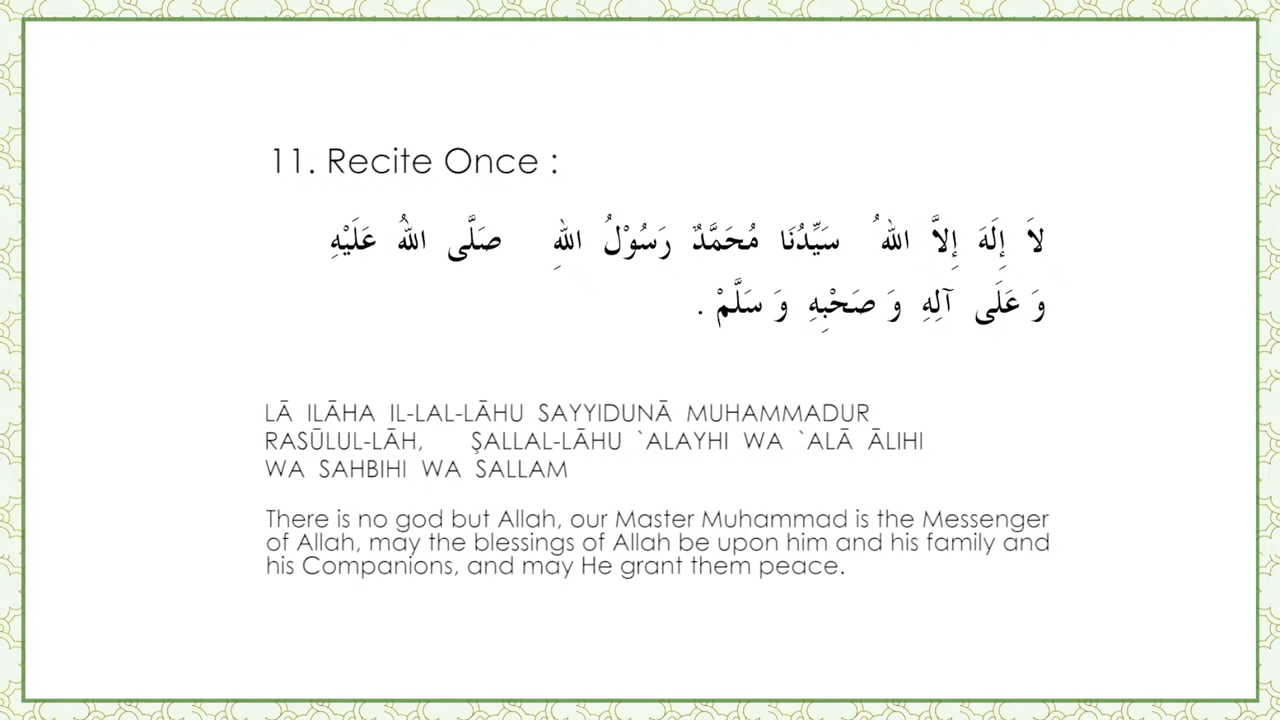 11. Recite Once :
لاَ إِلَهَ إِلاَّ اللهُ سَيِّدُنَا مُحَمَّدٌ رَسُوْلُ اللهِ صَلَّى اللهُ عَلَيْهِ
وَ عَلَى آلِهِ وَ صَحْبِهِ وَ سَلَّمْ .
LĀ ILĀHA IL-LAL-LĀHU SAYYIDUNĀ MUHAMMADUR
RASŪLUL-LĀH, ŞALLAL-LĀHU `ALAYHI WA `ALĀ ĀLIHI
WA SAHBIHI WA SALLAM
There is no god but Allah, our Master Muhammad is the Messenger
of Allah, may the blessings of Allah be upon him and his family and
his Companions, and may He grant them peace.